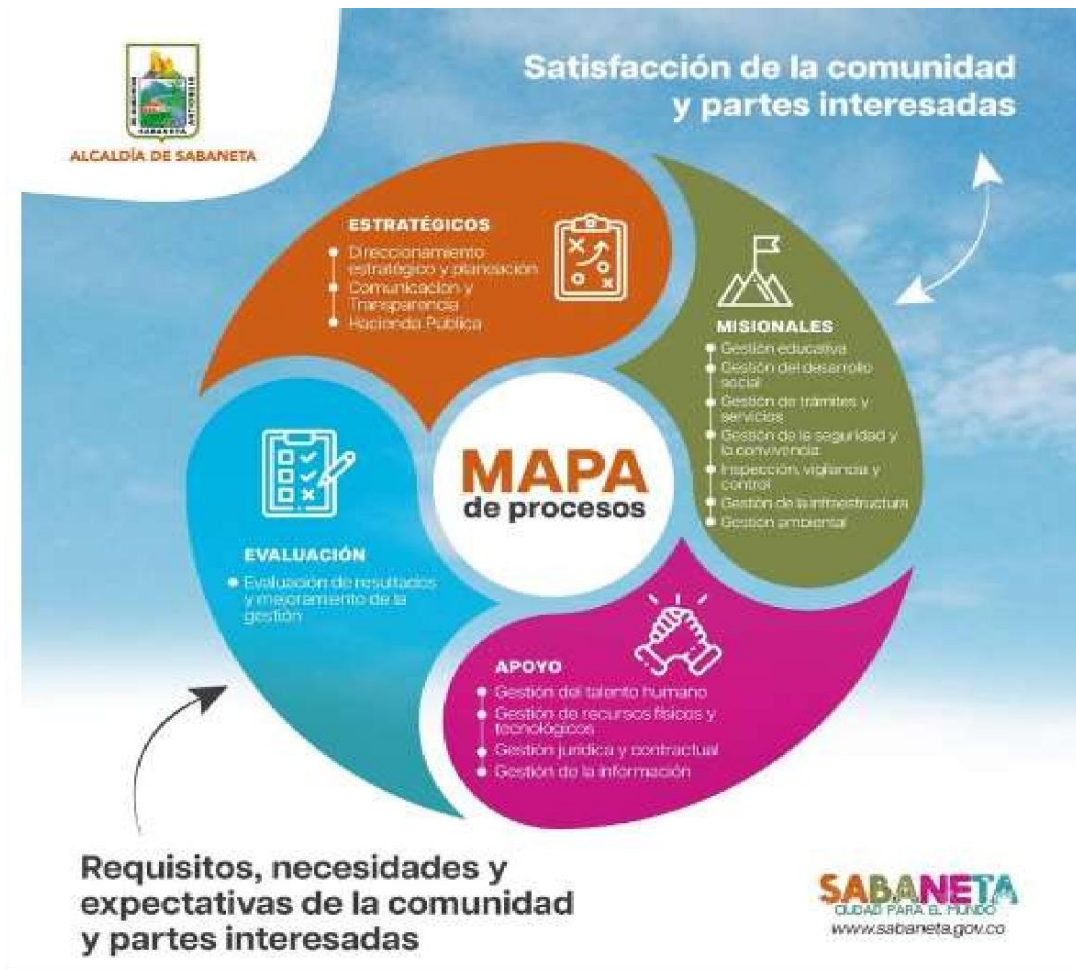 ALCALDÍA DE SABANETA
SABANETA
Satisfacción de la comunidad
y partes interesadas
ESTRATÉGICOS
Direccionamiento
estratégico y planeación
Comunicación y
Transparencia
Hacienda Pública
MISIONALES
Gestión educativa
Gestión del desarrollo
social
Gestión de trámites y
servicios
Gestión de la seguridad y
la convivencia
Inspección, vigilancia y
control
Gestión de la infraestructura
Gestión ambiental
MAPA
de procesos
EVALUACIÓN
Evaluación de resultados
y mejoramiento de la
gestión
APOYO
Gestión del talento humano
Gestión de recursos físicos y
tecnológicos
Gestión jurídica y contractual
Gestión de la información
Requisitos, necesidades y
expectativas de la comunidad
y partes interesadas
SABANETA
CIUDAD PARA EL MUNDO
www.sabaneta.gov.co